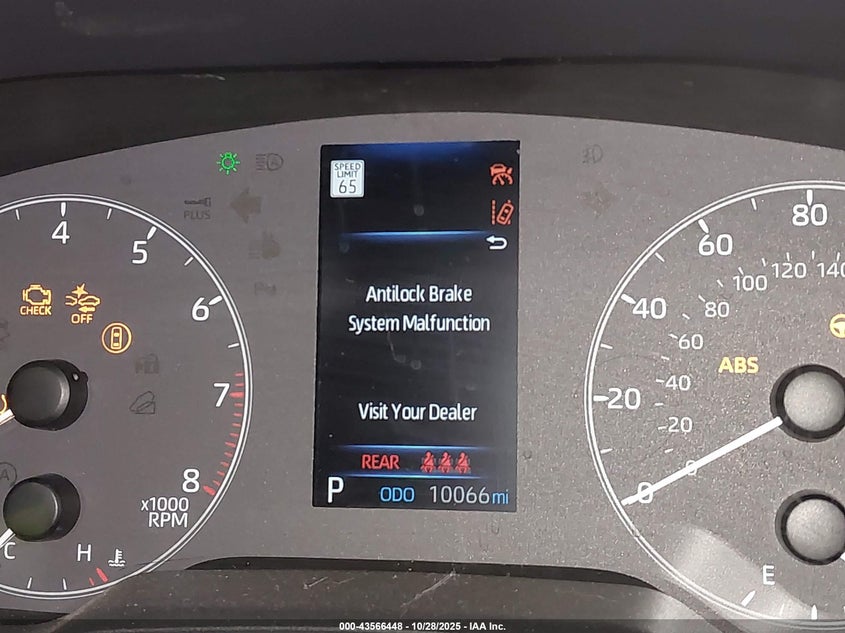 SPEED
LIMIT
65
PLUS
4
5
6
7
8
x1000
RPM
CHECK
OFF
C
H
Antilock Brake
System Malfunction
Visit Your Dealer
REAR
P ODO 10066 mi
0
20
40
60
80
0
20
40
60
80
100
120
140
ABS
E
000-43566448 - 10/28/2025 - IAA Inc.